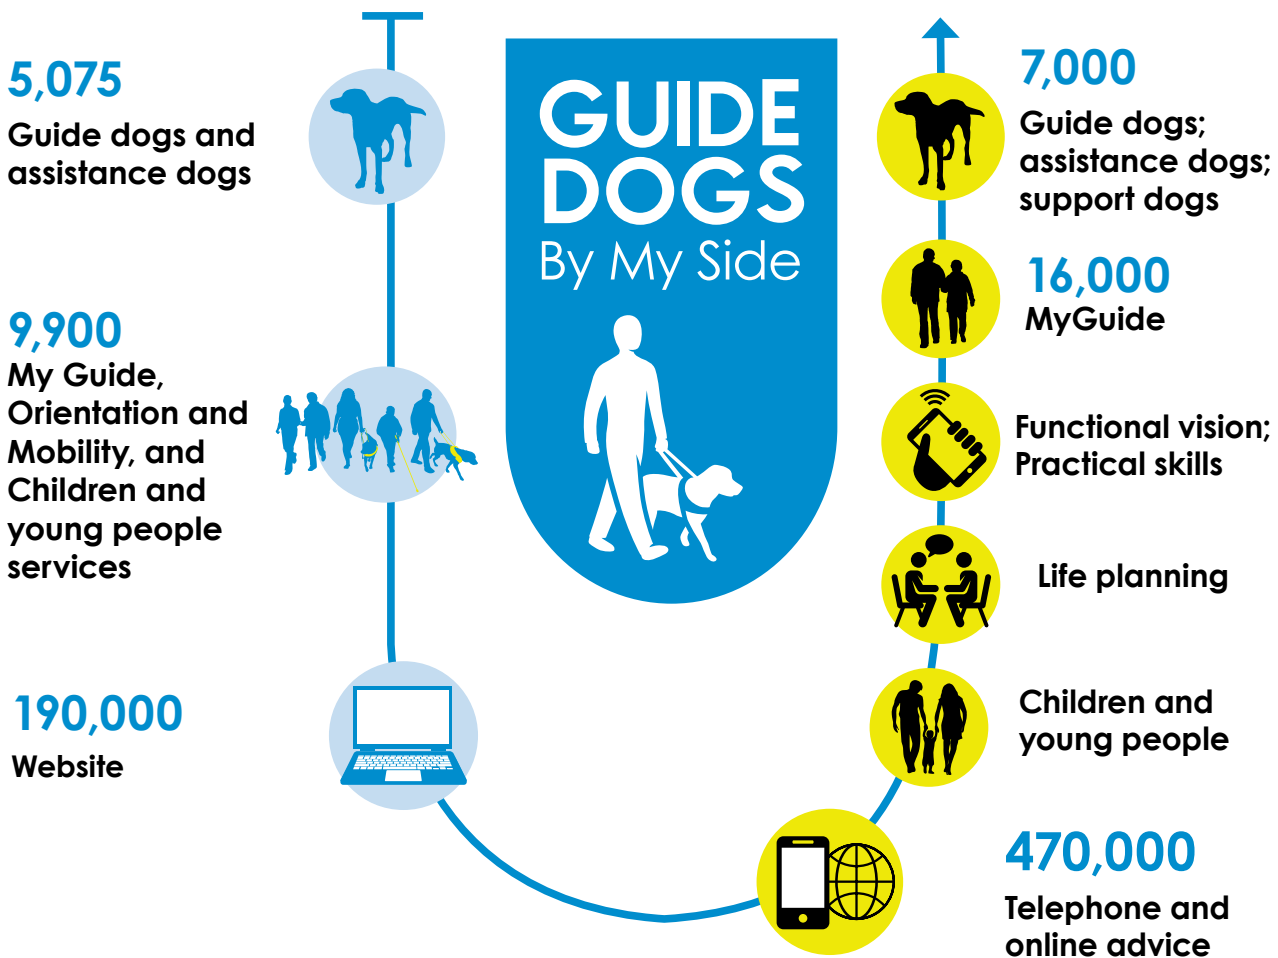 5,075
Guide dogs and
assistance dogs
9,900
My Guide,
Orientation and
Mobility, and
Children and
young people
services
190,000
Website
GUIDE
DOGS
By My Side
7,000
Guide dogs;
assistance dogs;
support dogs
16,000
MyGuide
Functional vision;
Practical skills
Life planning
Children and
young people
470,000
Telephone and
online advice